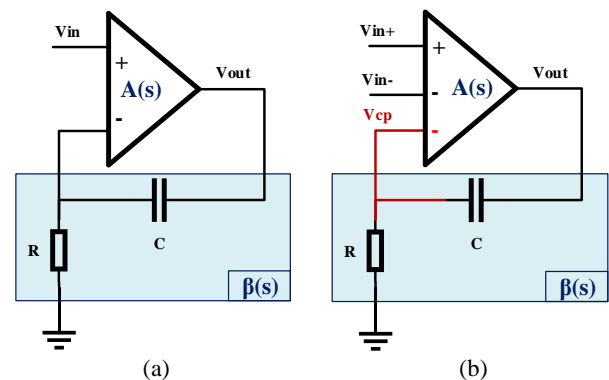 Vin
+
A(s)
-
Vout
R
C
β(s)
(a)
Vin+
+
Vin-
-
A(s)
Vcp
-
Vout
R
C
β(s)
(b)